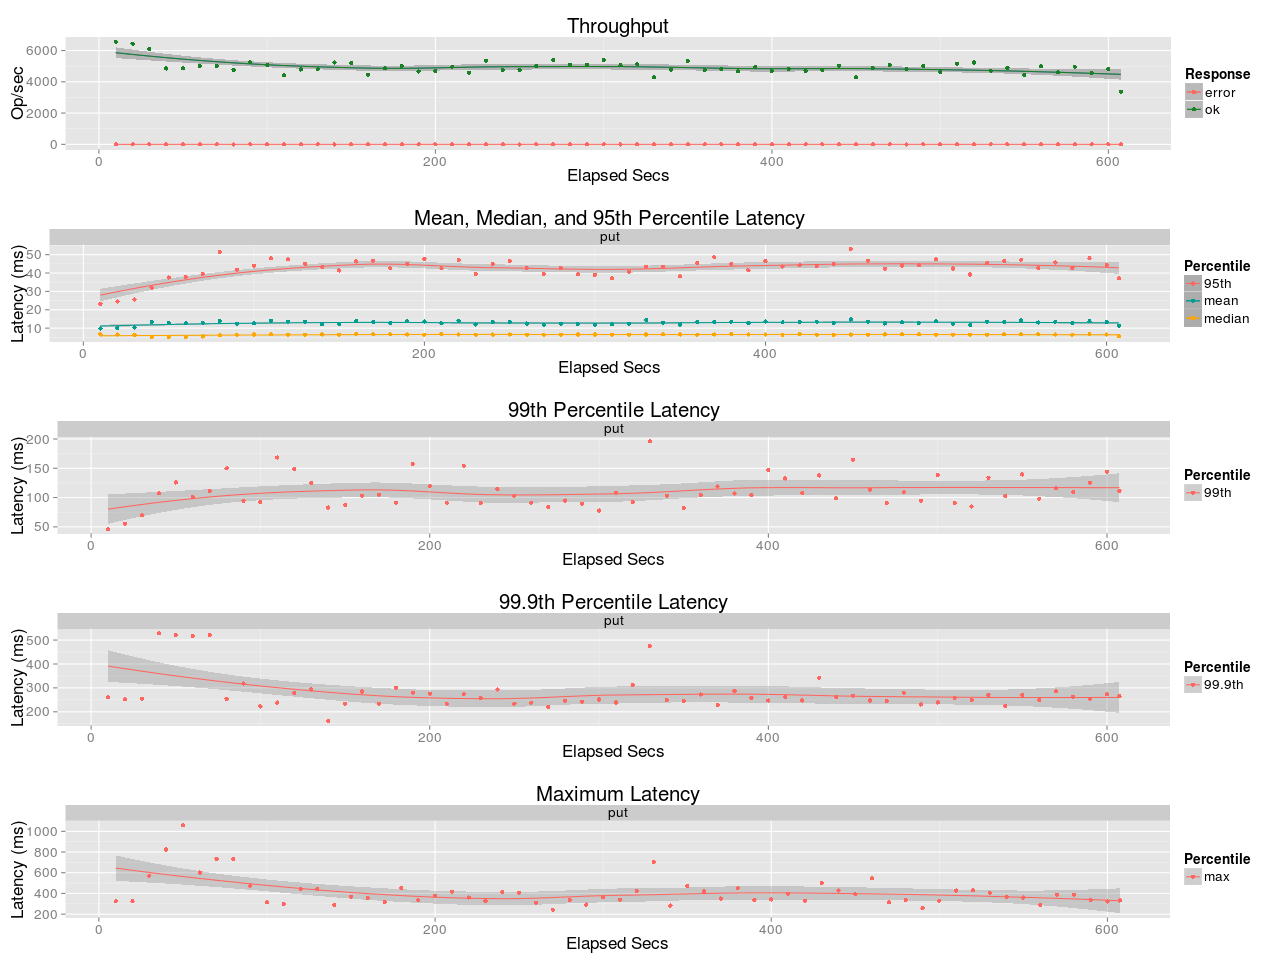 Throughput
6000
4000
2000
0
Op/sec
0 200 400 600
Elapsed Secs
Response
error
ok
Mean, Median, and 95th Percentile Latency
put
50
40
30
20
10
Latency (ms)
0 200 400 600
Elapsed Secs
Percentile
95th
mean
median
99th Percentile Latency
put
200
150
100
50
Latency (ms)
0 200 400 600
Elapsed Secs
Percentile
99th
99.9th Percentile Latency
put
500
400
300
200
Latency (ms)
0 200 400 600
Elapsed Secs
Percentile
99.9th
Maximum Latency
put
1000
800
600
400
200
Latency (ms)
0 200 400 600
Elapsed Secs
Percentile
max